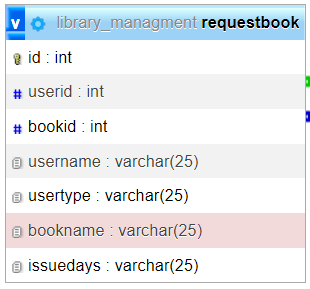 v library_managment requestbook
id : int
# userid : int
# bookid : int
username : varchar(25)
usertype : varchar(25)
bookname : varchar(25)
issuedays : varchar(25)